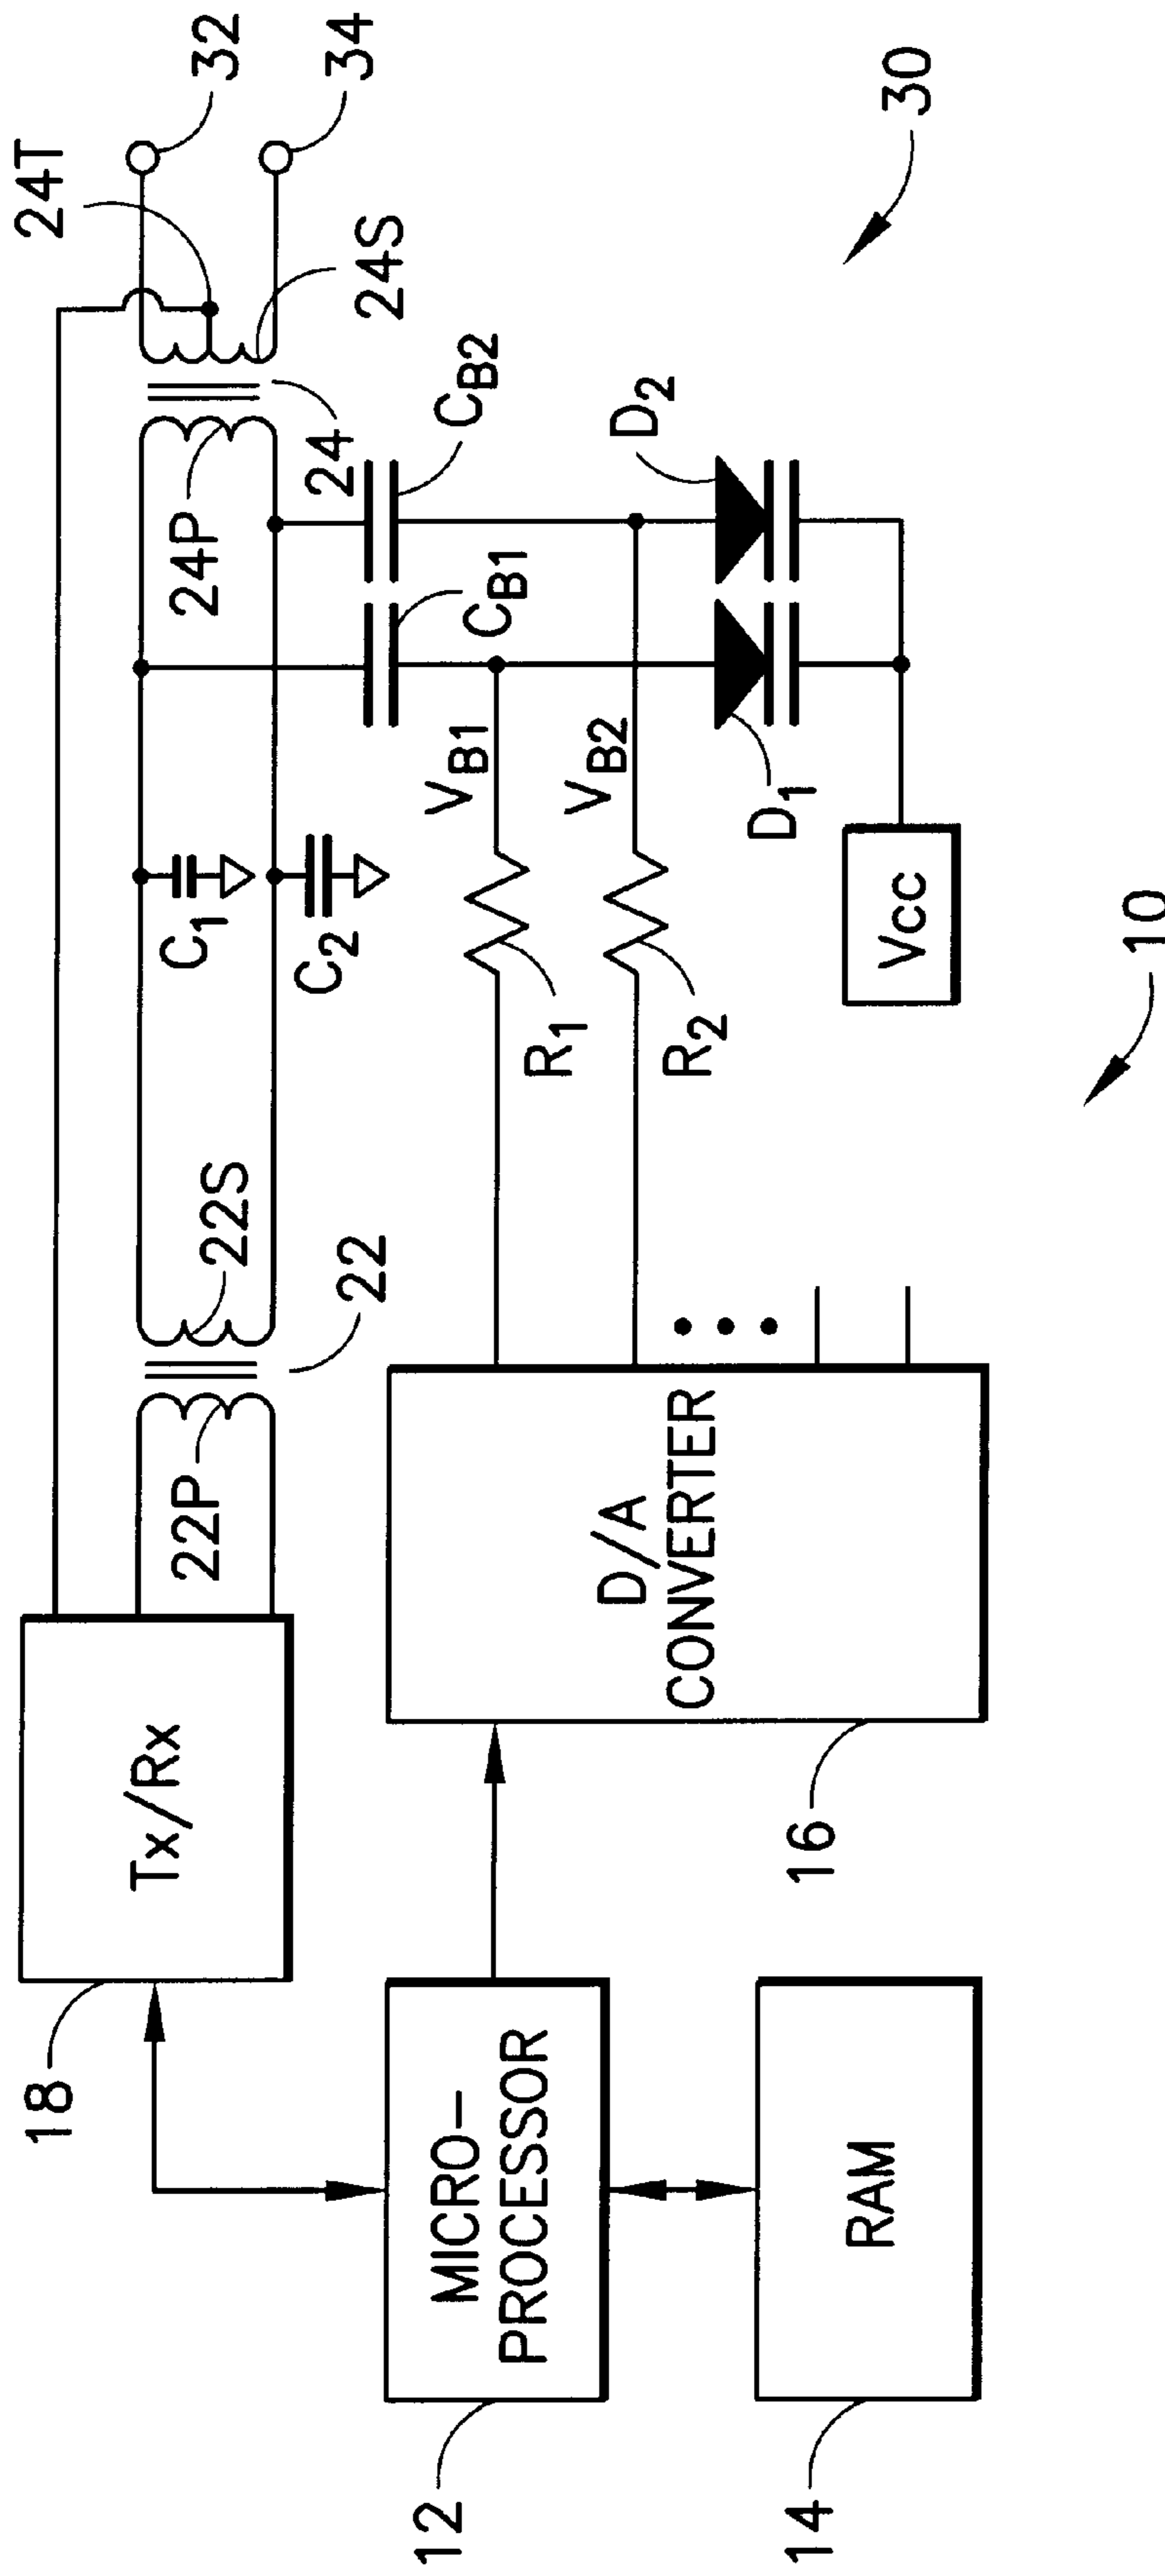 18
Tx/Rx
22P
22S
22
24T
32
34
24S
24
24P
C1
C2
CB2
CB1
VB1
VB2
R1
R2
D2
D1
Vcc
12
MICRO-
PROCESSOR
D/A
CONVERTER
16
14
RAM
30
10